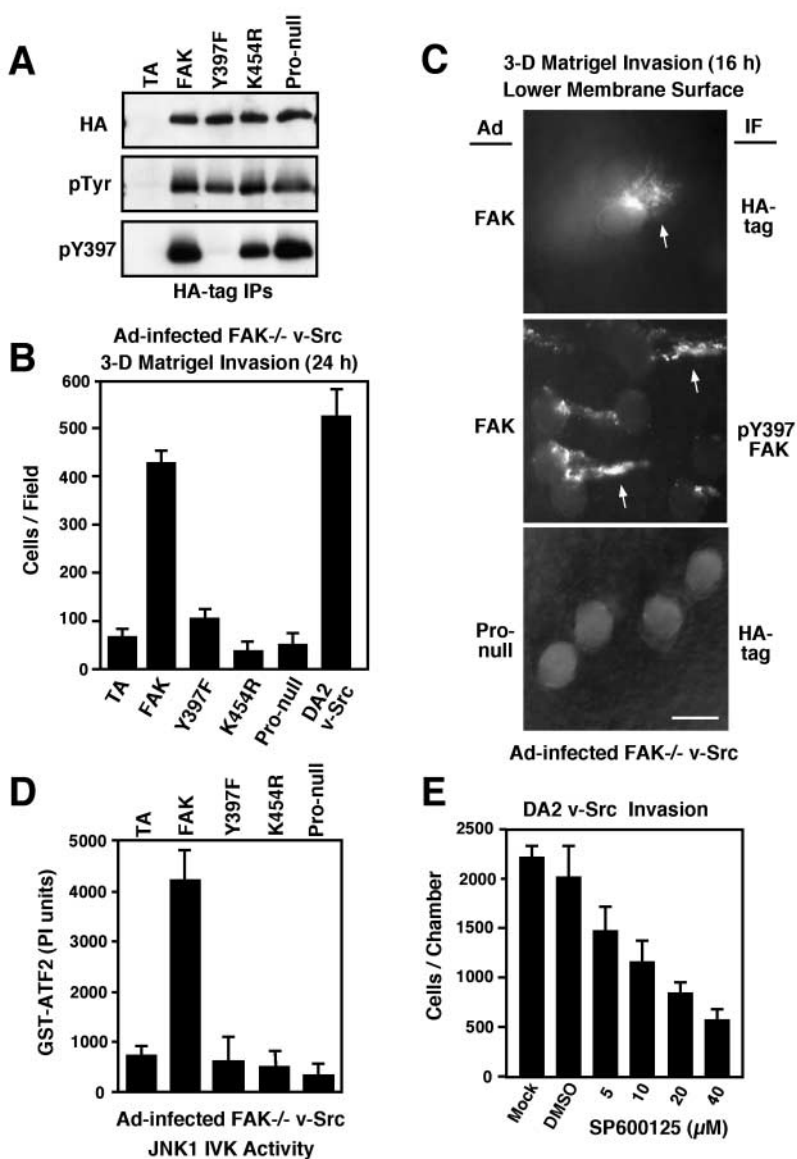 A
TA
FAK
Y397F
K454R
Pro-null
HA
pTyr
pY397
HA-tag IPs
B
Ad-infected FAK-/- v-Src
3-D Matrigel Invasion (24 h)
Cells / Field
600
500
400
300
200
100
0
TA
FAK
Y397F
K454R
Pro-null
DA2
v-Src
C
3-D Matrigel Invasion (16 h)
Lower Membrane Surface
Ad
IF
FAK
HA-
tag
FAK
pY397
FAK
Pro-
null
HA-
tag
Ad-infected FAK-/- v-Src
D
TA
FAK
Y397F
K454R
Pro-null
GST-ATF2 (PI units)
5000
4000
3000
2000
1000
0
Ad-infected FAK-/- v-Src
JNK1 IVK Activity
E
DA2 v-Src Invasion
Cells / Chamber
2500
2000
1500
1000
500
0
Mock
DMSO
5
10
20
40
SP600125 (µM)